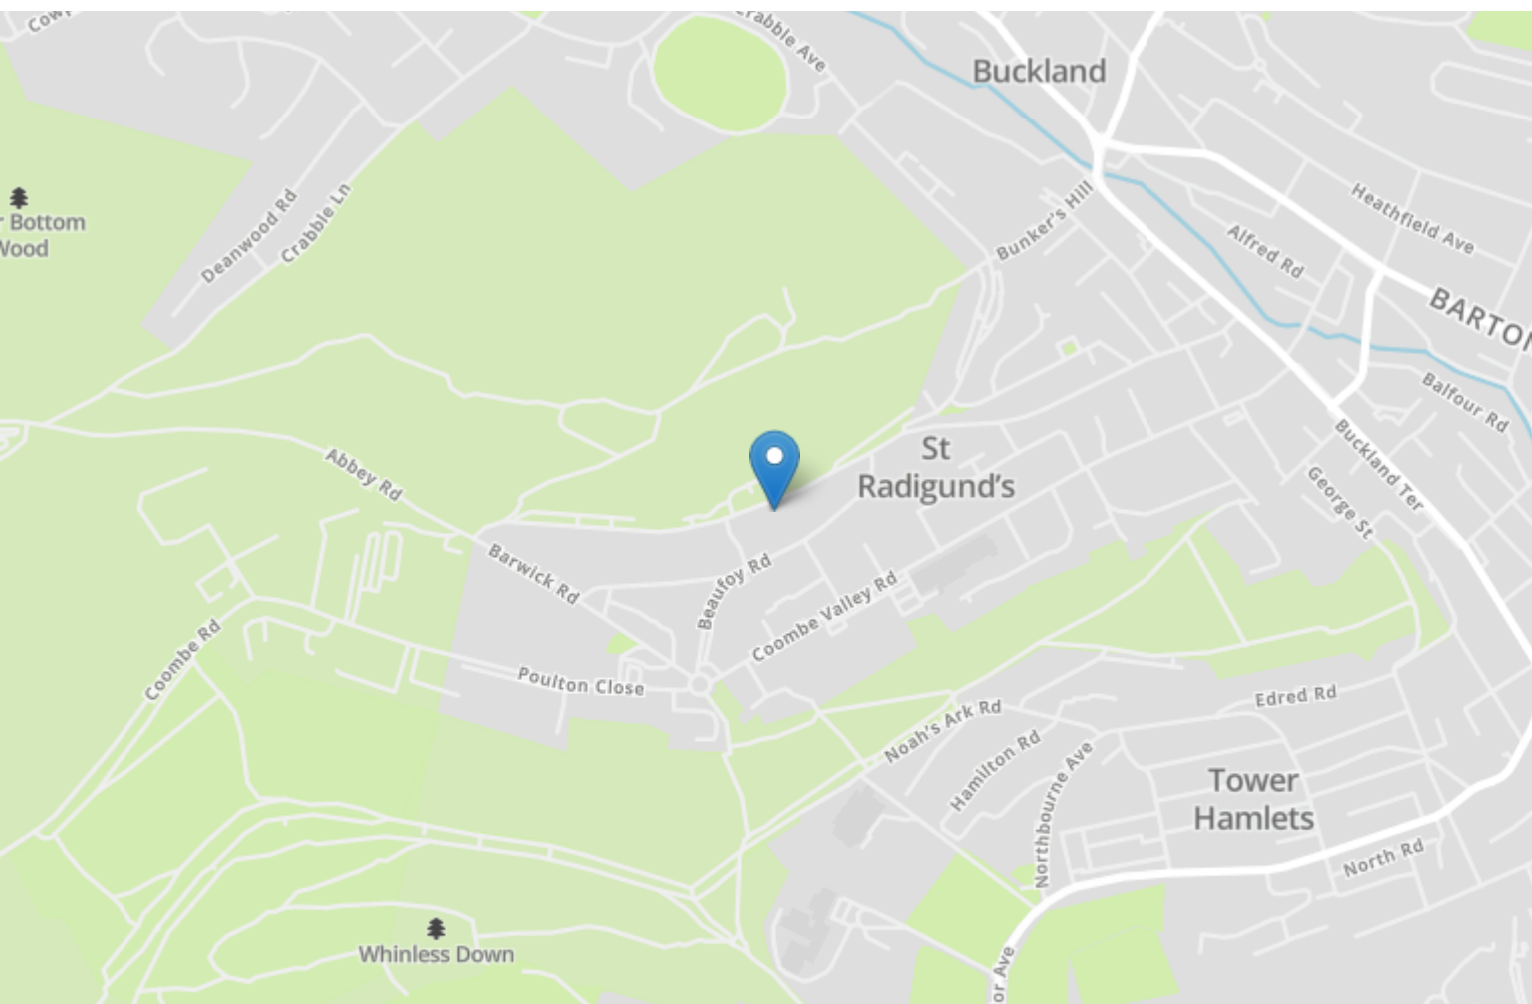 Crabble Ave
Buckland
Heathfield Ave
Bunker's Hill
Deanwood Rd
Crabble Ln
Bottom
Wood
Alfred Rd
BARTON
Balfour Rd
Buckland Ter
George St
St
Radigund's
Abbey Rd
Barwick Rd
Beaufoy Rd
Coombe Valley Rd
Coombe Rd
Poulton Close
Noah's Ark Rd
Edred Rd
Hamilton Rd
Northbourne Ave
Tower
Hamlets
North Rd
Whinless Down
or Ave